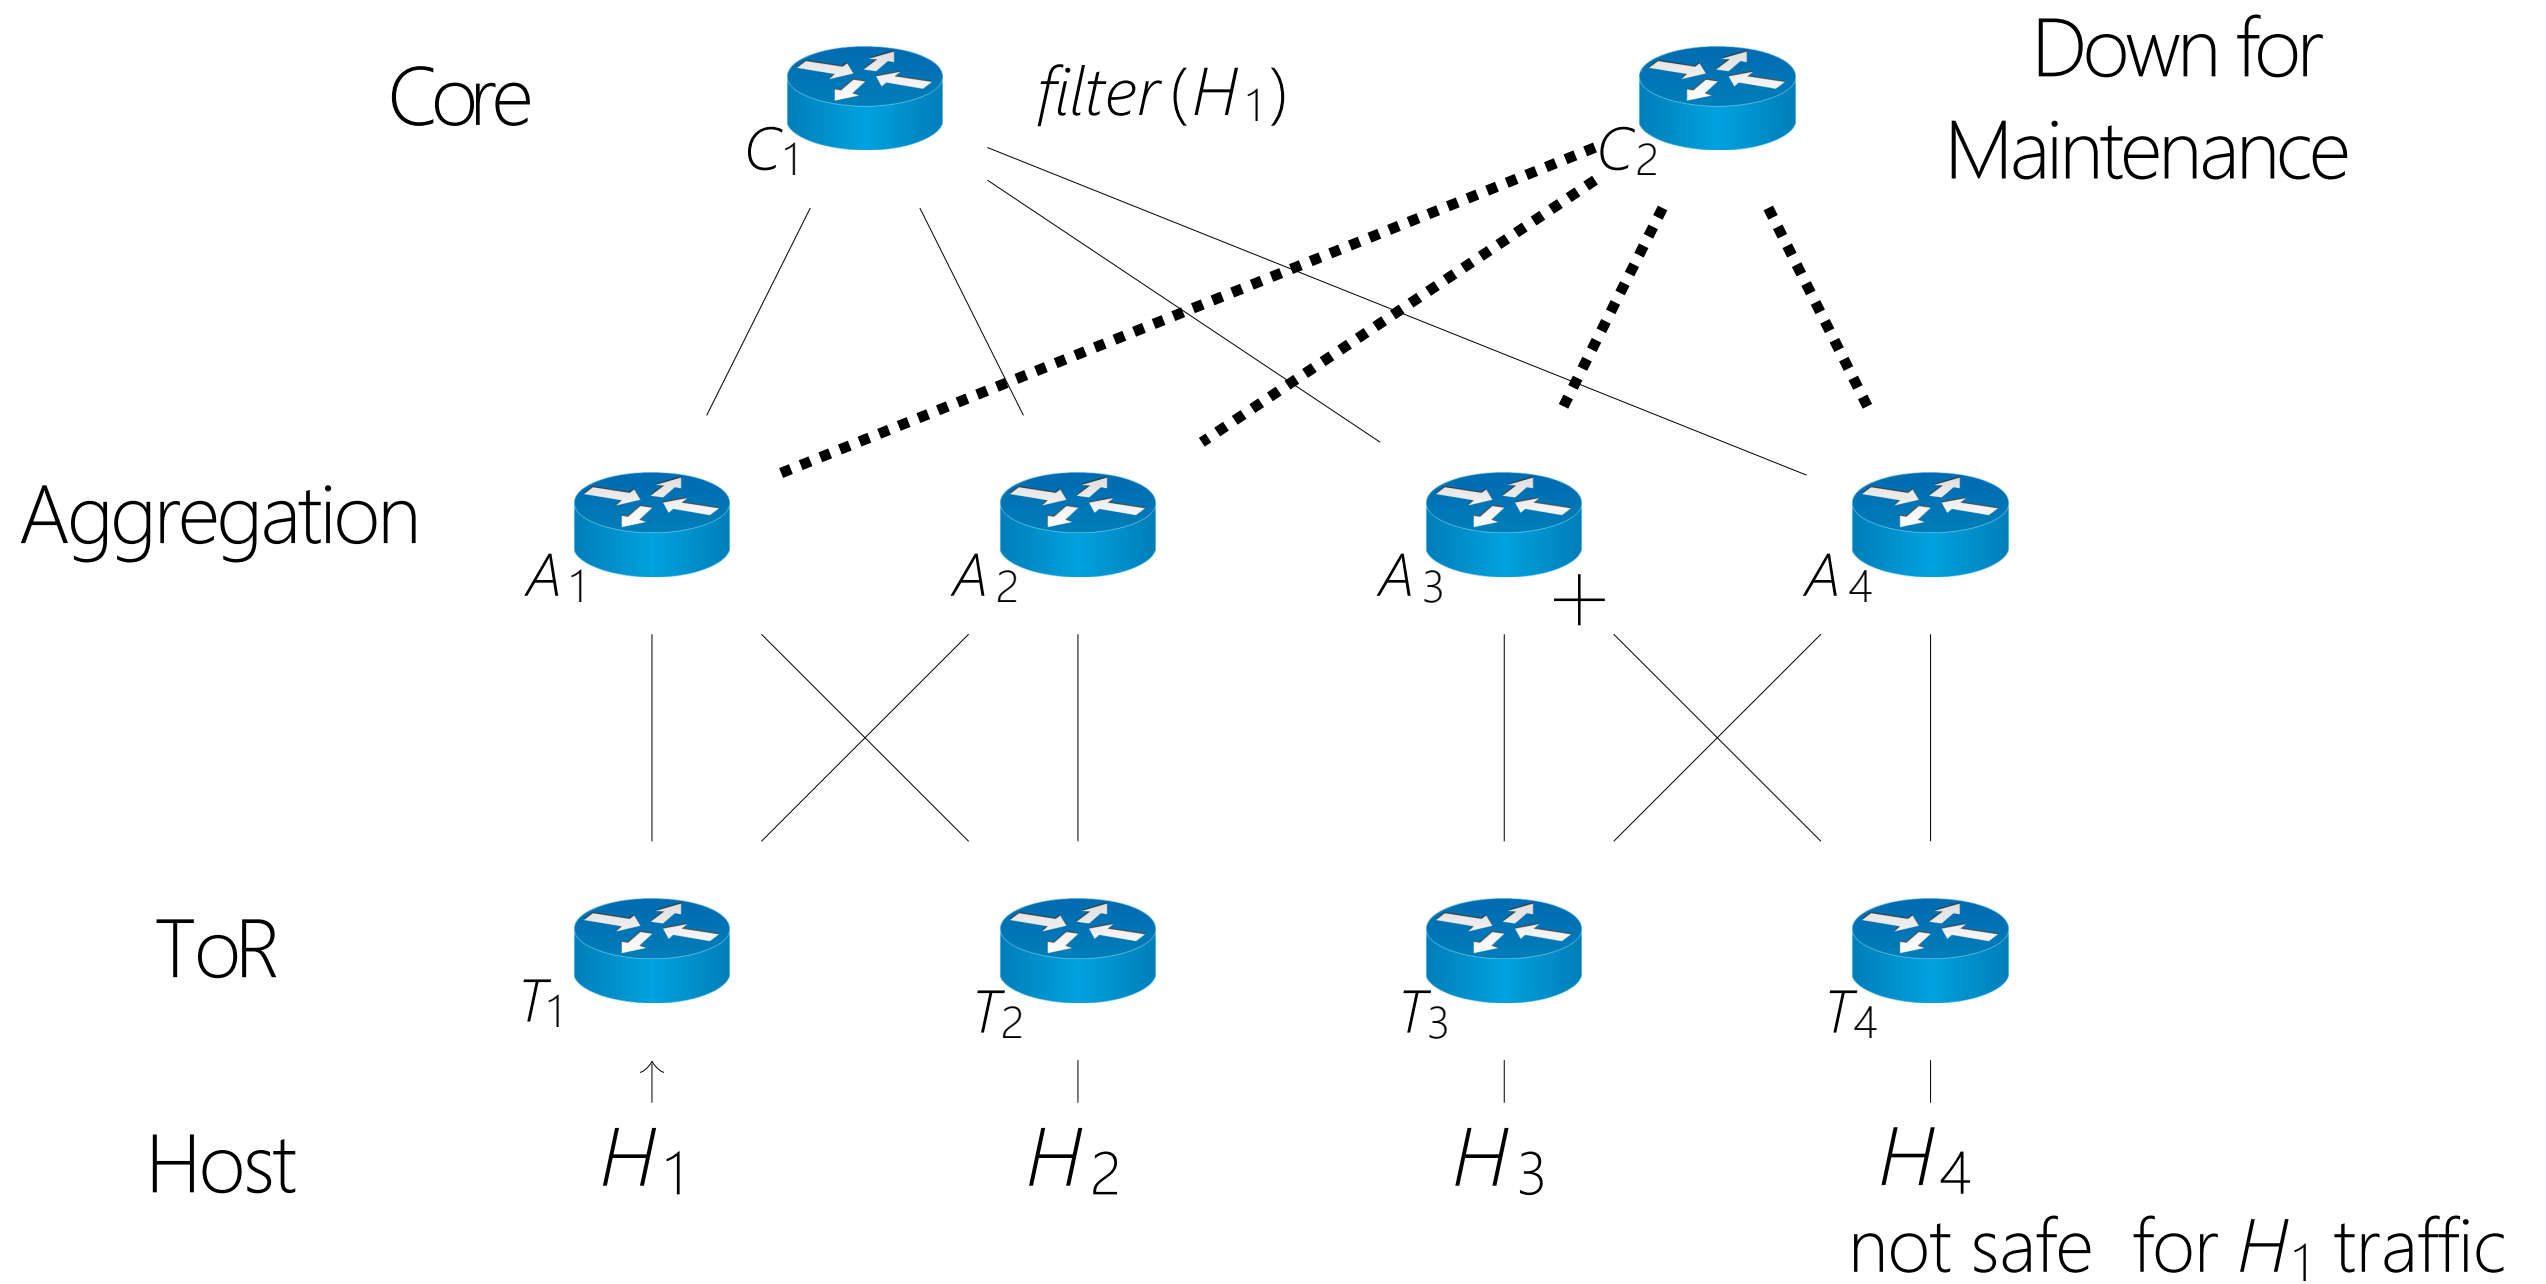 Down for
Maintenance
Core
filter(H1)
C1
C2
Aggregation
A1
A2
A3
+
A4
ToR
T1
T2
T3
T4
Host
H1
H2
H3
H4
not safe for H1 traffic